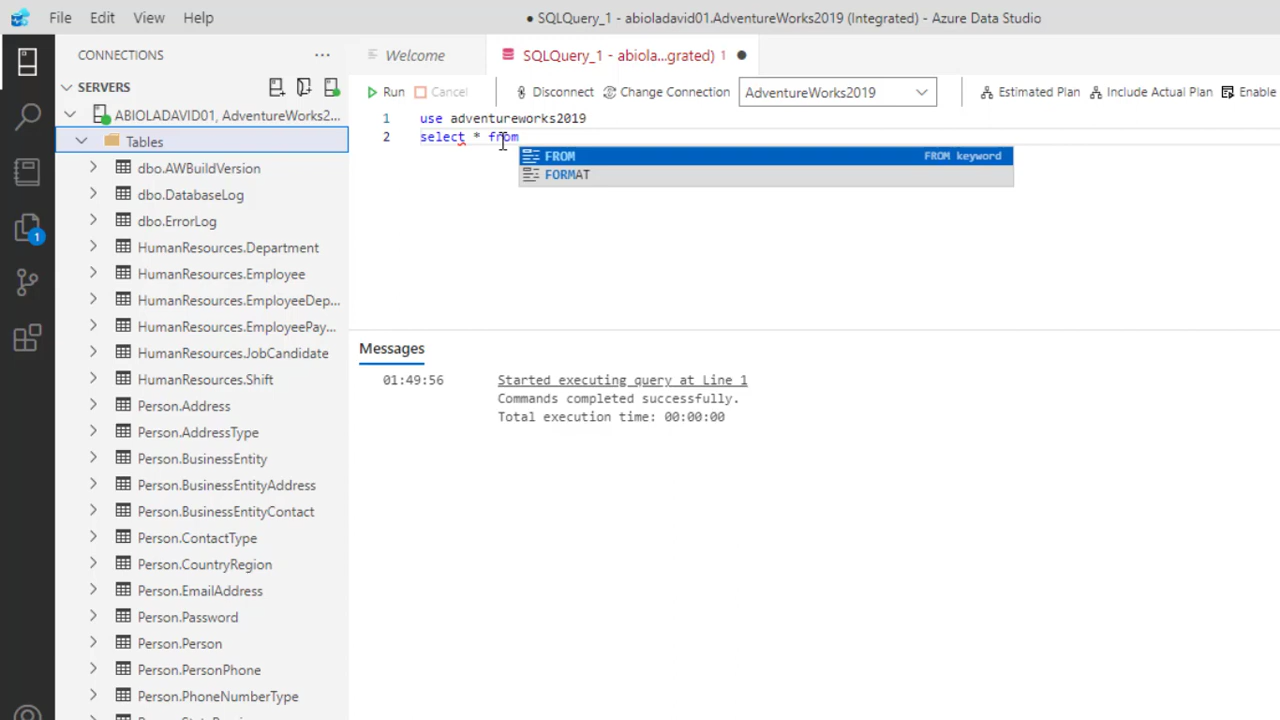 File Edit View Help
● SQLQuery_1 - abioladavid01.AdventureWorks2019 (Integrated) - Azure Data Studio
CONNECTIONS ...
SERVERS
ABIOLADAVID01, AdventureWorks2...
Tables
dbo.AWBuildVersion
dbo.DatabaseLog
dbo.ErrorLog
HumanResources.Department
HumanResources.Employee
HumanResources.EmployeeDep...
HumanResources.EmployeePay...
HumanResources.JobCandidate
HumanResources.Shift
Person.Address
Person.AddressType
Person.BusinessEntity
Person.BusinessEntityAddress
Person.BusinessEntityContact
Person.ContactType
Person.CountryRegion
Person.EmailAddress
Person.Password
Person.Person
Person.PersonPhone
Person.PhoneNumberType
1
Welcome
SQLQuery_1 - abiola...grated) 1 ●
Run Cancel Disconnect Change Connection AdventureWorks2019 Estimated Plan Include Actual Plan Enable
1 use adventureworks2019
2 select * from
FROM FROM keyword
FORMAT
Messages
01:49:56 Started executing query at Line 1
Commands completed successfully.
Total execution time: 00:00:00